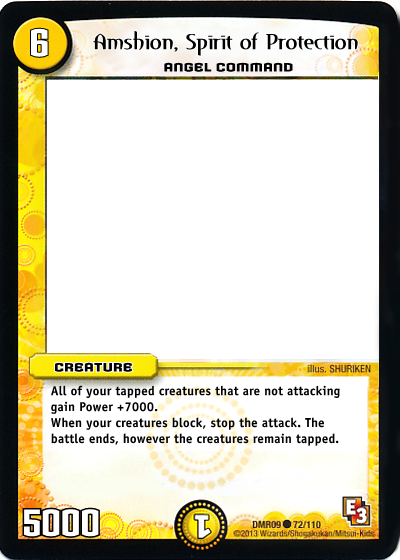 6
Amshion, Spirit of Protection
ANGEL COMMAND
CREATURE
illus. SHURIKEN
All of your tapped creatures that are not attacking
gain Power +7000.
When your creatures block, stop the attack. The
battle ends, however the creatures remain tapped.
5000
1
E3
DMR09 72/110
©2013 Wizards/Shogakukan/Mitsui-Kids